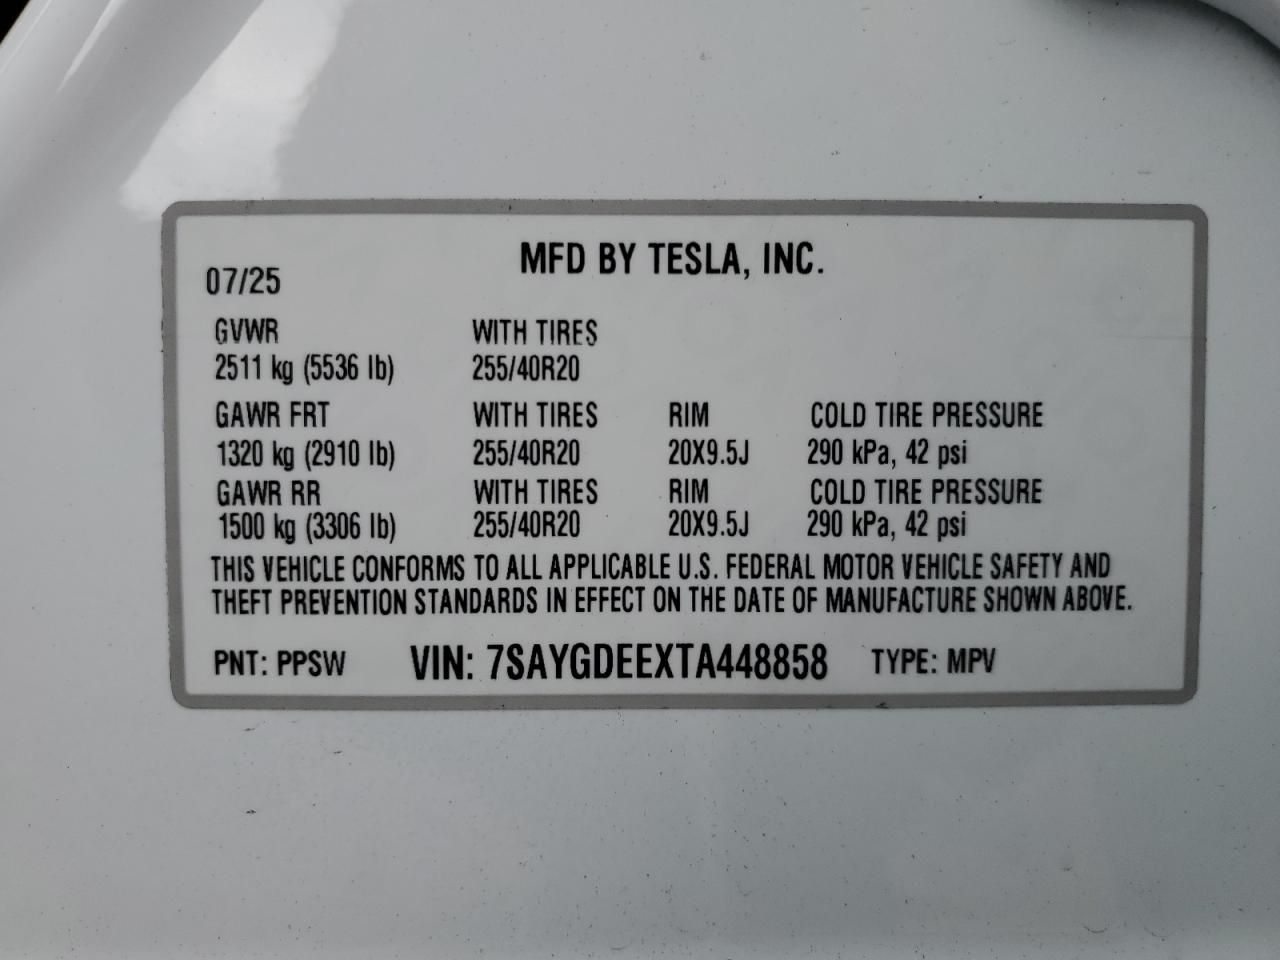 MFD BY TESLA, INC.
07/25
GVWR WITH TIRES
2511 kg (5536 lb) 255/40R20
GAWR FRT WITH TIRES RIM COLD TIRE PRESSURE
1320 kg (2910 lb) 255/40R20 20X9.5J 290 kPa, 42 psi
GAWR RR WITH TIRES RIM COLD TIRE PRESSURE
1500 kg (3306 lb) 255/40R20 20X9.5J 290 kPa, 42 psi
THIS VEHICLE CONFORMS TO ALL APPLICABLE U.S. FEDERAL MOTOR VEHICLE SAFETY AND
THEFT PREVENTION STANDARDS IN EFFECT ON THE DATE OF MANUFACTURE SHOWN ABOVE.
PNT: PPSW VIN: 7SAYGDEEXTA448858 TYPE: MPV